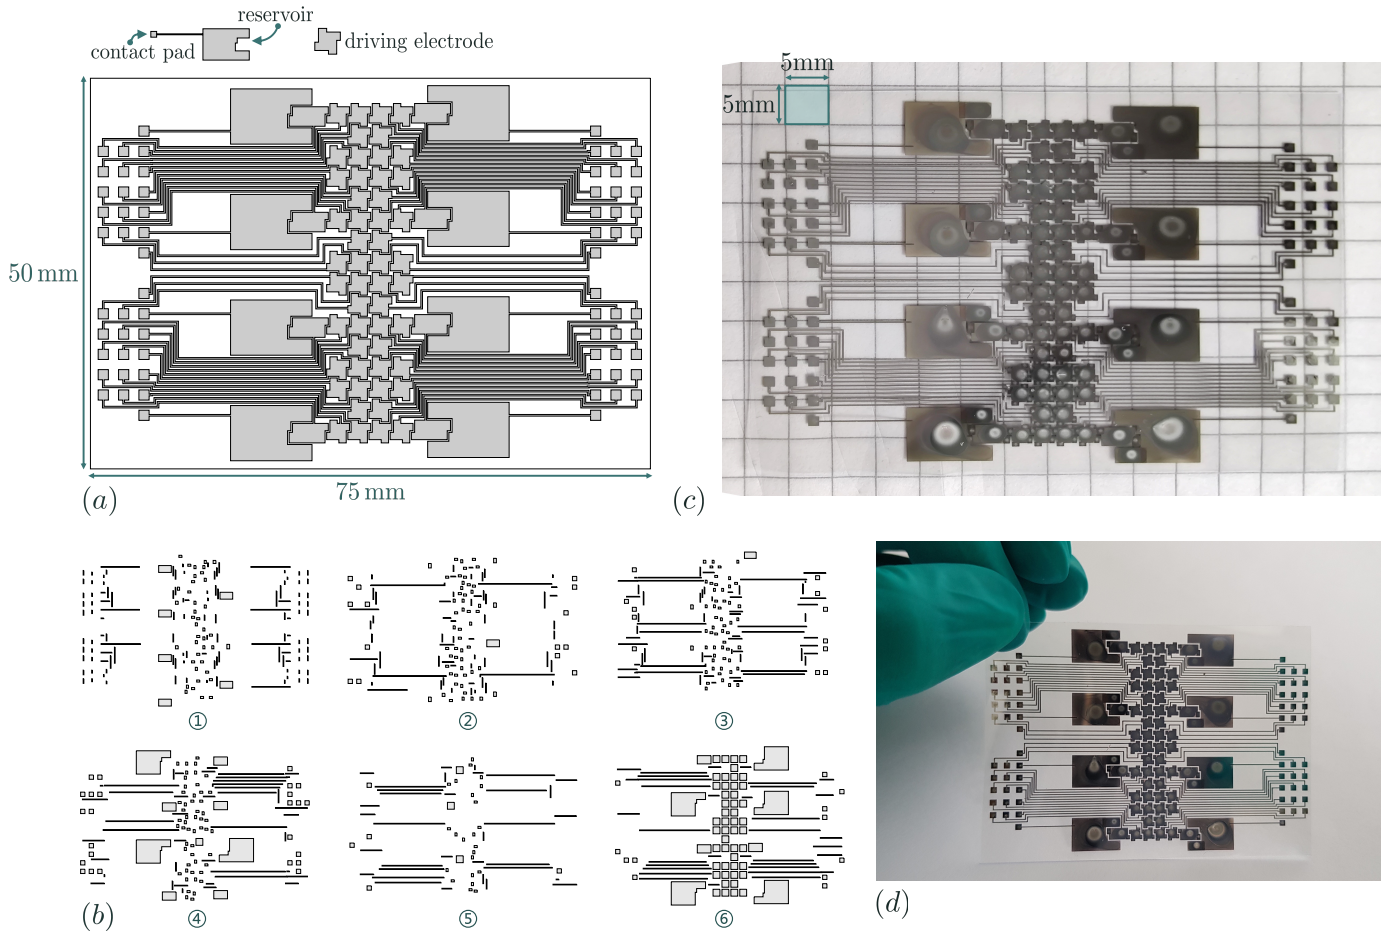 reservoir
contact pad
driving electrode
50 mm
75 mm
(a)
5mm
5mm
(c)
①
②
③
④
⑤
⑥
(b)
(d)